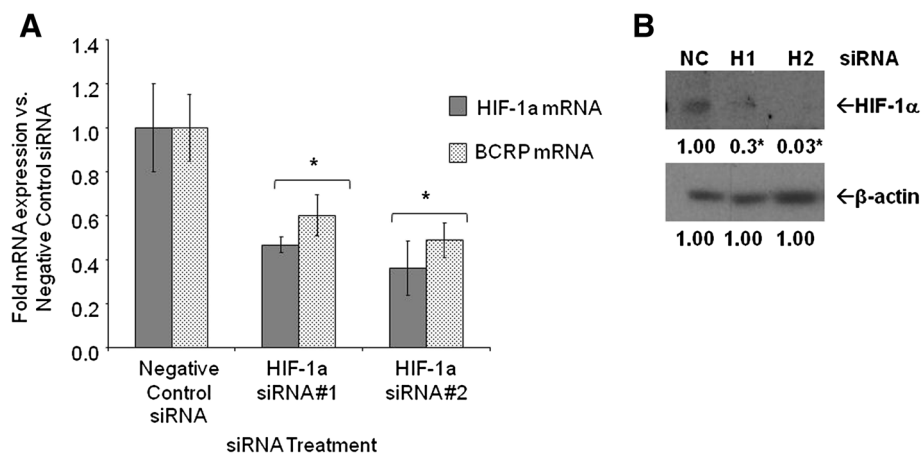 A
Fold mRNA expression vs.
Negative Control siRNA
1.4
1.2
1.0
0.8
0.6
0.4
0.2
0.0
HIF-1a mRNA
BCRP mRNA
*
*
Negative
Control
siRNA
HIF-1a
siRNA#1
HIF-1a
siRNA#2
siRNA Treatment
B
NC H1 H2 siRNA
←HIF-1α
1.00 0.3* 0.03*
←β-actin
1.00 1.00 1.00